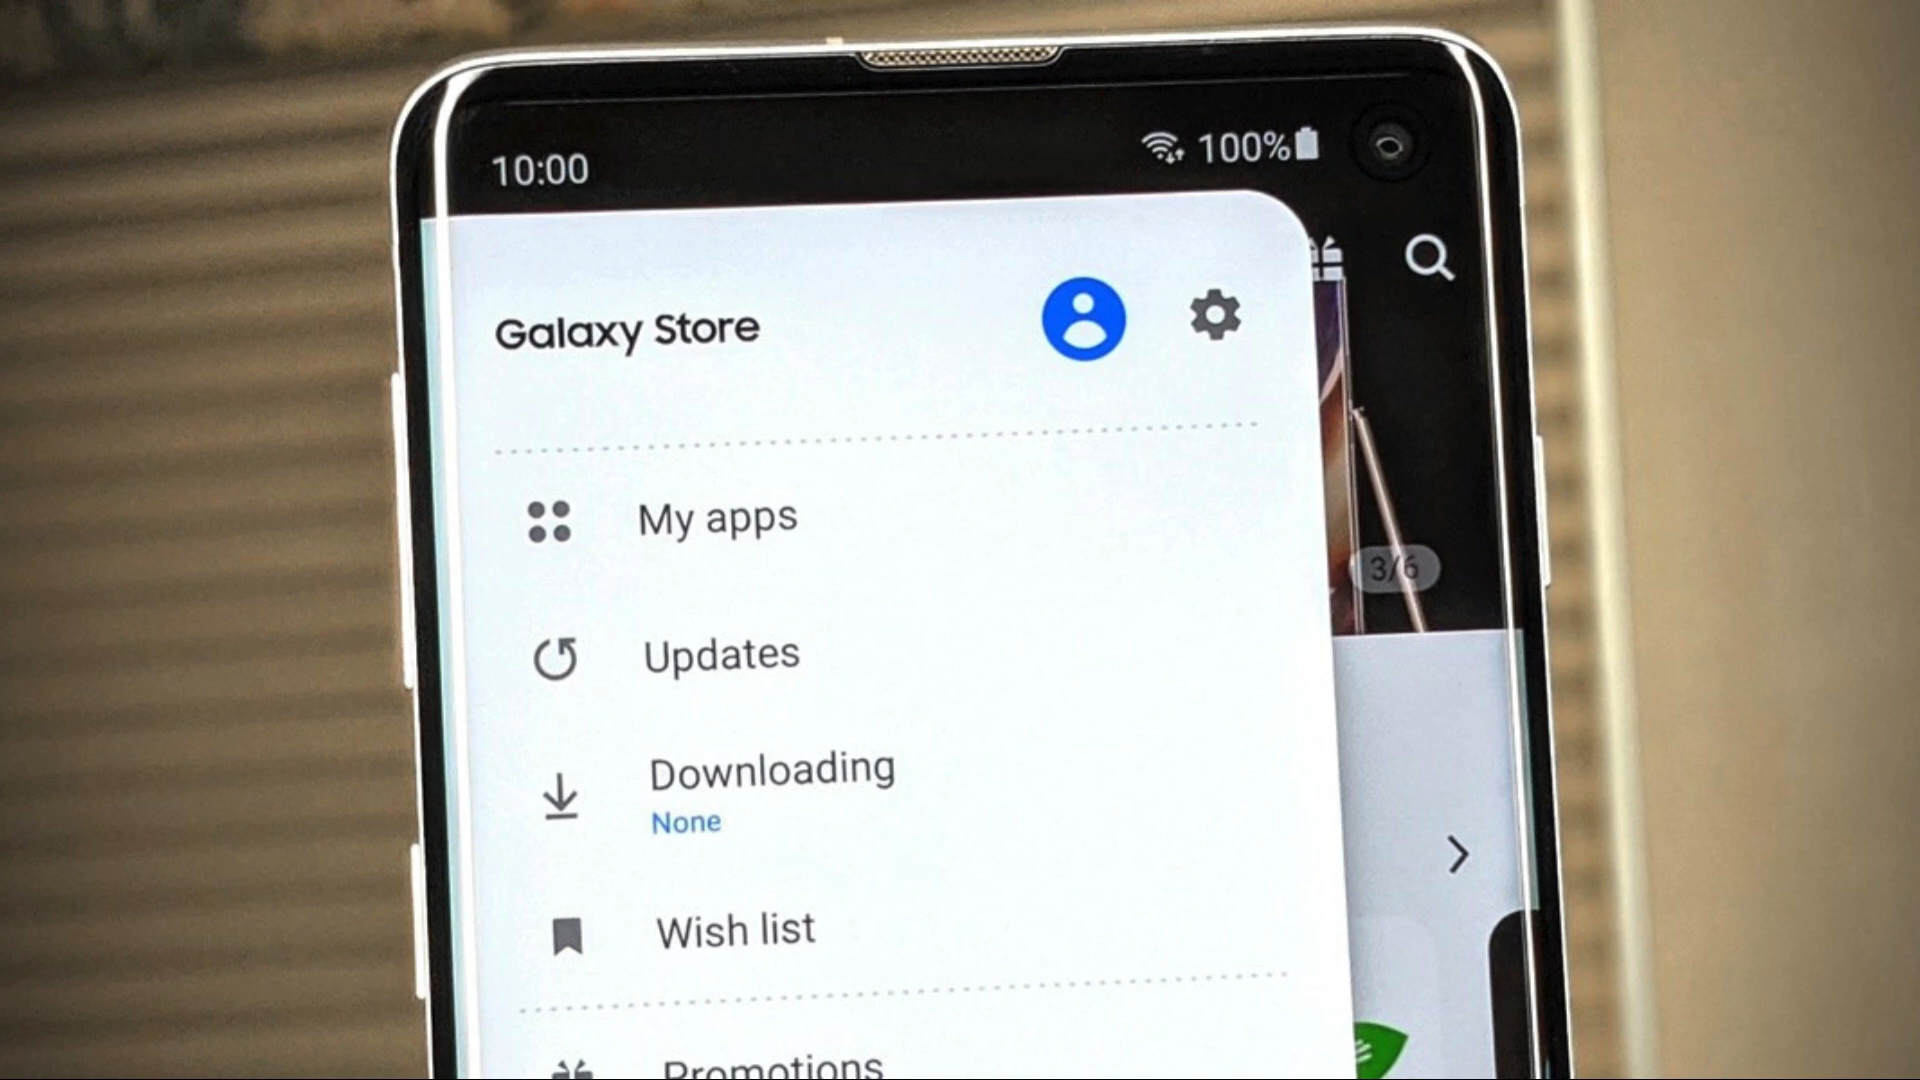 10:00
100%
Galaxy Store
My apps
3/6
Updates
Downloading
None
Wish list
Promotions